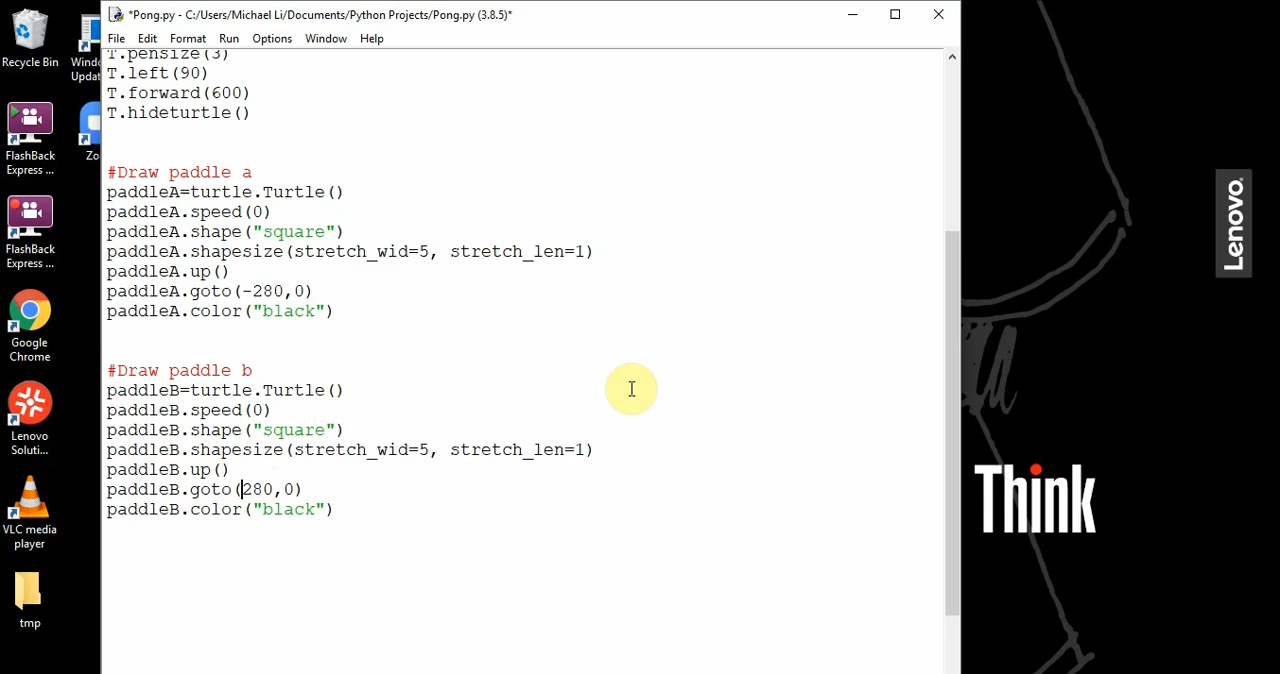 *Pong.py - C:/Users/Michael Li/Documents/Python Projects/Pong.py (3.8.5)*
File Edit Format Run Options Window Help
T.pensize(3)
T.left(90)
T.forward(600)
T.hideturtle()
#Draw paddle a
paddleA=turtle.Turtle()
paddleA.speed(0)
paddleA.shape("square")
paddleA.shapesize(stretch_wid=5, stretch_len=1)
paddleA.up()
paddleA.goto(-280,0)
paddleA.color("black")
#Draw paddle b
paddleB=turtle.Turtle()
paddleB.speed(0)
paddleB.shape("square")
paddleB.shapesize(stretch_wid=5, stretch_len=1)
paddleB.up()
paddleB.goto(280,0)
paddleB.color("black")
Recycle Bin
Windo
Updat
FlashBack
Express ...
Zo
FlashBack
Express ...
Google
Chrome
Lenovo
Soluti...
VLC media
player
tmp
Lenovo
Think